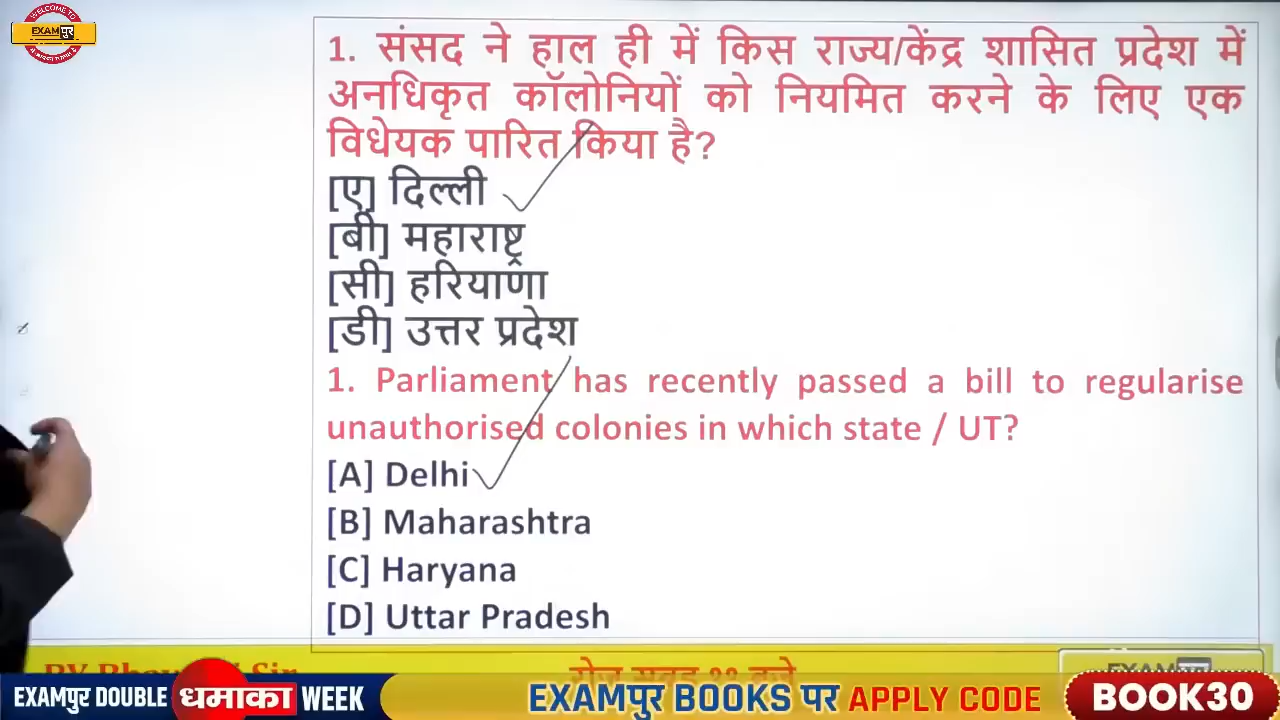 WELCOME TO
EXAMपुर
1. संसद ने हाल ही में किस राज्य/केंद्र शासित प्रदेश में
अनधिकृत कॉलोनियों को नियमित करने के लिए एक
विधेयक पारित किया है?
[ए] दिल्ली
[बी] महाराष्ट्र
[सी] हरियाणा
[डी] उत्तर प्रदेश
1. Parliament has recently passed a bill to regularise
unauthorised colonies in which state / UT?
[A] Delhi
[B] Maharashtra
[C] Haryana
[D] Uttar Pradesh
EXAMपुर DOUBLE धमाका WEEK
EXAMपुर BOOKS पर APPLY CODE BOOK30